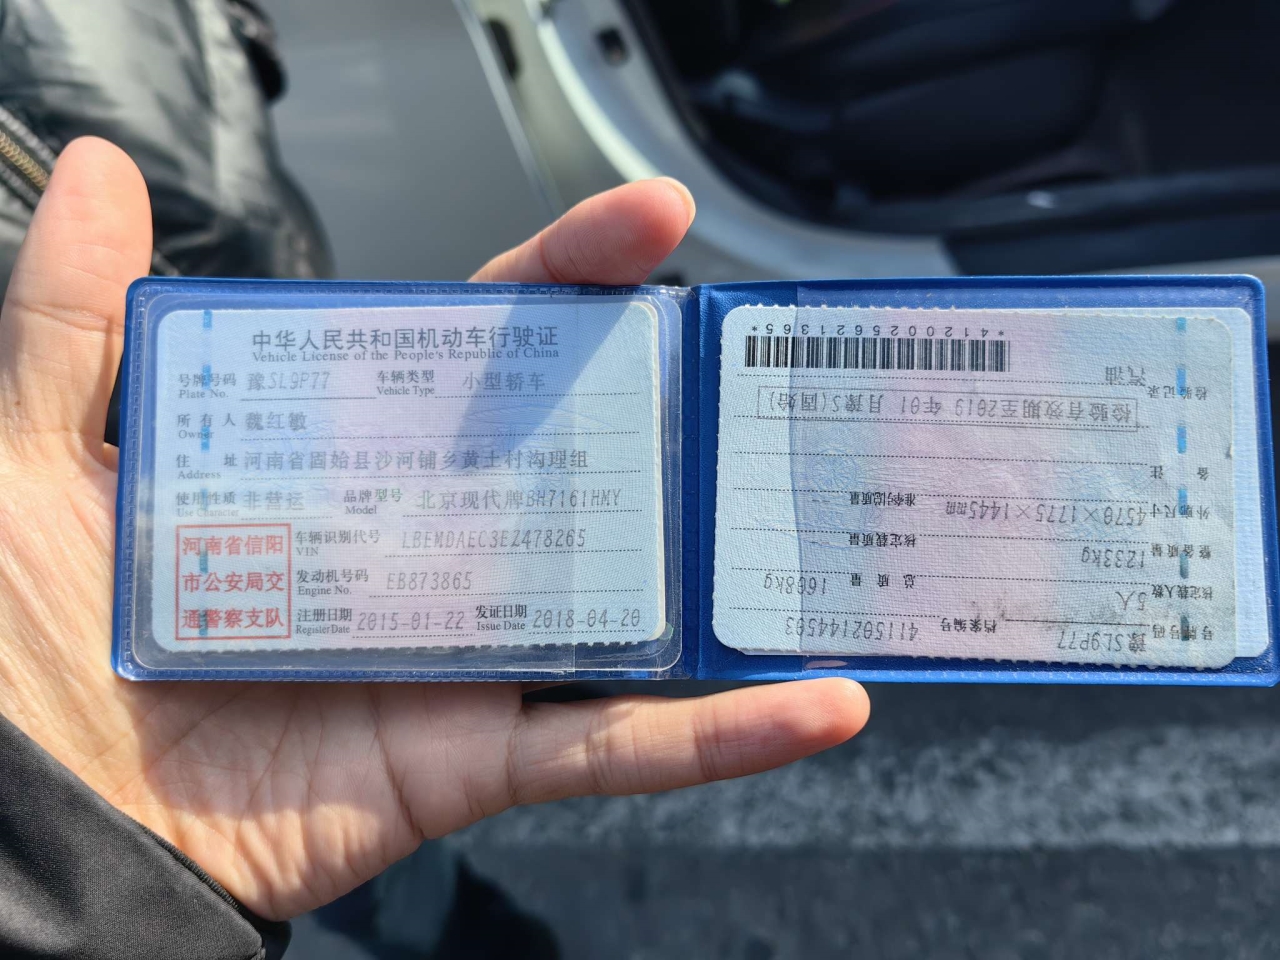 中华人民共和国机动车行驶证
Vehicle License of the People's Republic of China
号牌号码 豫SL9P77 车辆类型 小型轿车
Plate No. Vehicle Type
所有人 魏红敏
Owner
住址 河南省固始县沙河铺乡黄土村沟理组
Address
使用性质 非营运 品牌型号 北京现代牌BH7161HMY
Use Character Model
河南省信阳
市公安局交
通警察支队
车辆识别代号 LBEMDAEC3EZ478265
VIN
发动机号码 EB873865
Engine No.
注册日期 2015-01-22 发证日期 2018-04-20
Register Date Issue Date
号牌号码 豫SL9P77 档案编号 411502144503
核定载人数 5人 总质量 1668kg
整备质量 1233kg 核定载质量
外廓尺寸 4570×1775×1445mm 准牵引总质量
备注
检验有效期至2019年01月豫S(固始)
检验记录
汽油
*4120025621365*